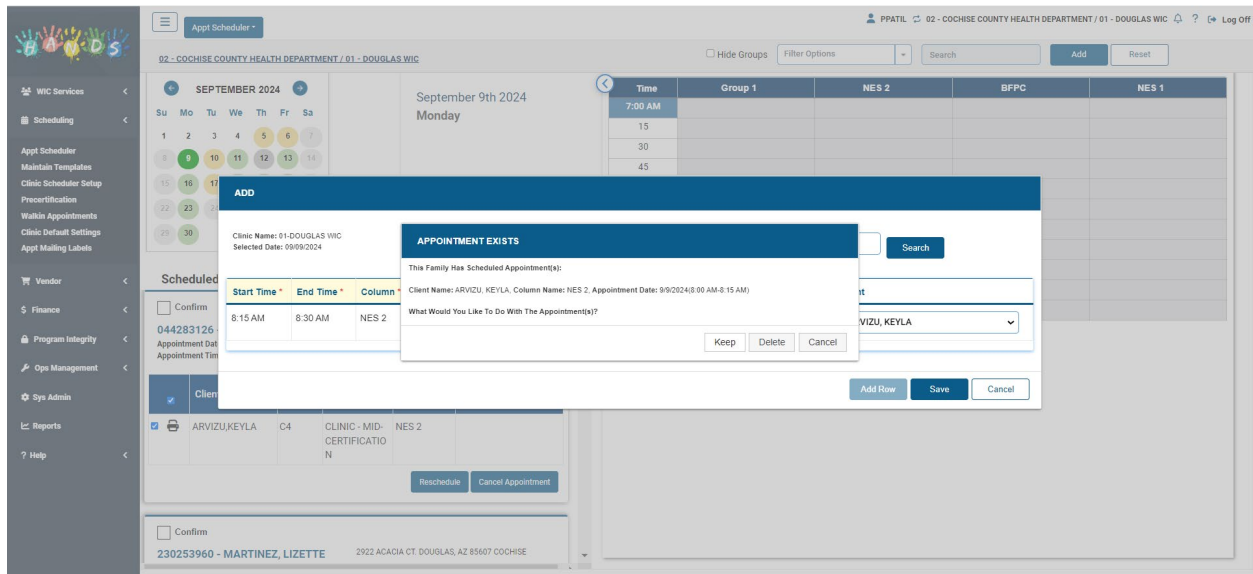 HANDS
Appt Scheduler
PPATIL 02 - COCHISE COUNTY HEALTH DEPARTMENT / 01 - DOUGLAS WIC ? Log Off
02 - COCHISE COUNTY HEALTH DEPARTMENT / 01 - DOUGLAS WIC
Hide Groups Filter Options Search Add Reset
WIC Services
Scheduling
Appt Scheduler
Maintain Templates
Clinic Scheduler Setup
Precertification
Walkin Appointments
Clinic Default Settings
Appt Mailing Labels
Vendor
$ Finance
Program Integrity
Ops Management
Sys Admin
Reports
? Help
SEPTEMBER 2024
Su Mo Tu We Th Fr Sa
1 2 3 4 5 6 7
8 9 10 11 12 13 14
15 16 17
22 23
29 30
September 9th 2024
Monday
Time Group 1 NES 2 BFPC NES 1
7:00 AM
15
30
45
ADD
Clinic Name: 01-DOUGLAS WIC
Selected Date: 09/09/2024
Search
Start Time * End Time * Column *
8:15 AM 8:30 AM NES 2
APPOINTMENT EXISTS
This Family Has Scheduled Appointment(s):
Client Name: ARVIZU, KEYLA, Column Name: NES 2, Appointment Date: 9/9/2024(8:00 AM-8:15 AM)
What Would You Like To Do With The Appointment(s)?
Keep Delete Cancel
VIZU, KEYLA
Add Row Save Cancel
Scheduled
Confirm
044283126 -
Appointment Dat
Appointment Tim
Clien
ARVIZU,KEYLA C4 CLINIC - MID- NES 2
CERTIFICATIO
N
Reschedule Cancel Appointment
Confirm
230253960 - MARTINEZ, LIZETTE 2922 ACACIA CT. DOUGLAS, AZ 85607 COCHISE